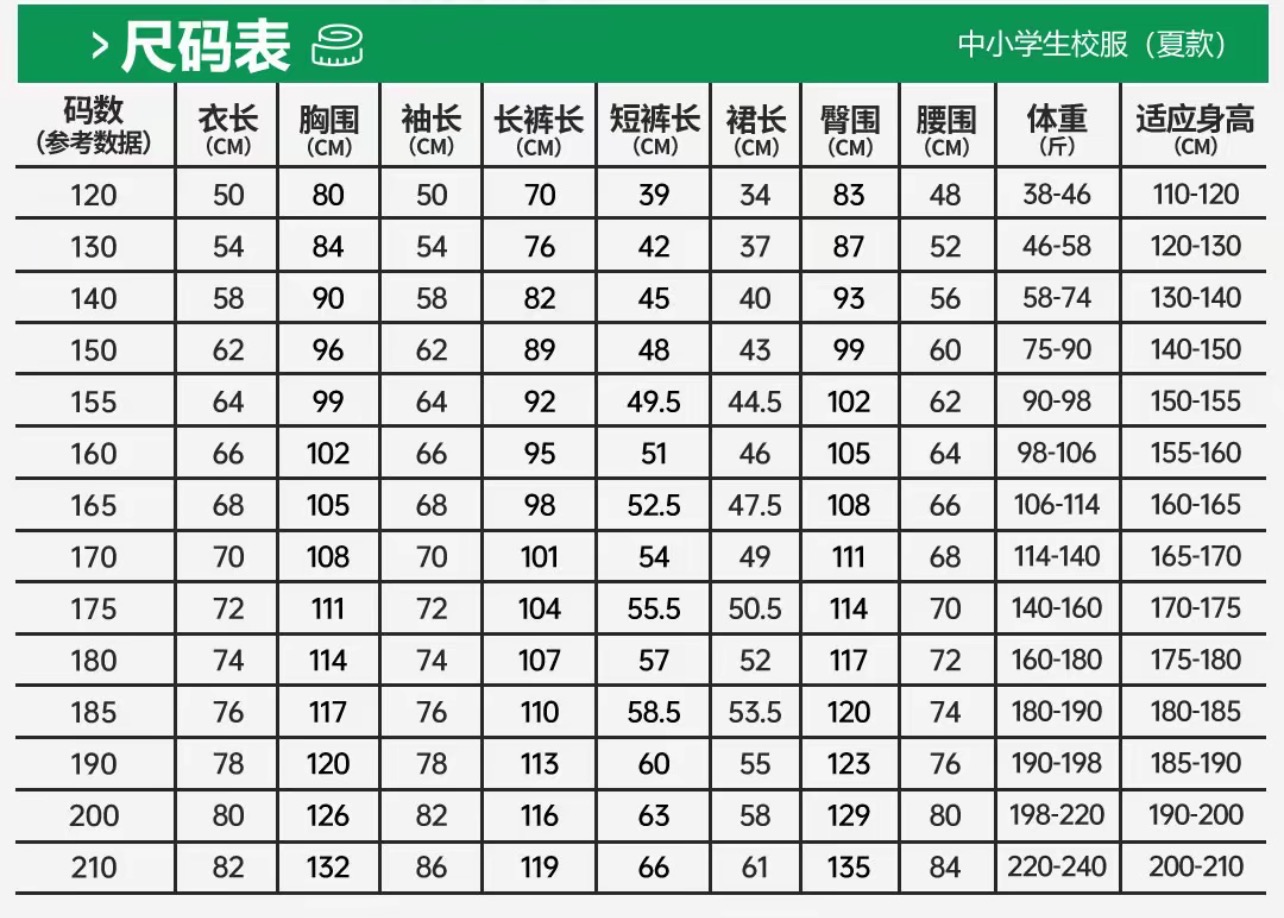 尺码表
中小学生校服（夏款）
码数 衣长 胸围 袖长 长裤长 短裤长 裙长 臀围 腰围 体重 适应身高
（参考数据） （CM） （CM） （CM） （CM） （CM） （CM） （CM） （CM） （斤） （CM）
120 50 80 50 70 39 34 83 48 38-46 110-120
130 54 84 54 76 42 37 87 52 46-58 120-130
140 58 90 58 82 45 40 93 56 58-74 130-140
150 62 96 62 89 48 43 99 60 75-90 140-150
155 64 99 64 92 49.5 44.5 102 62 90-98 150-155
160 66 102 66 95 51 46 105 64 98-106 155-160
165 68 105 68 98 52.5 47.5 108 66 106-114 160-165
170 70 108 70 101 54 49 111 68 114-140 165-170
175 72 111 72 104 55.5 50.5 114 70 140-160 170-175
180 74 114 74 107 57 52 117 72 160-180 175-180
185 76 117 76 110 58.5 53.5 120 74 180-190 180-185
190 78 120 78 113 60 55 123 76 190-198 185-190
200 80 126 82 116 63 58 129 80 198-220 190-200
210 82 132 86 119 66 61 135 84 220-240 200-210